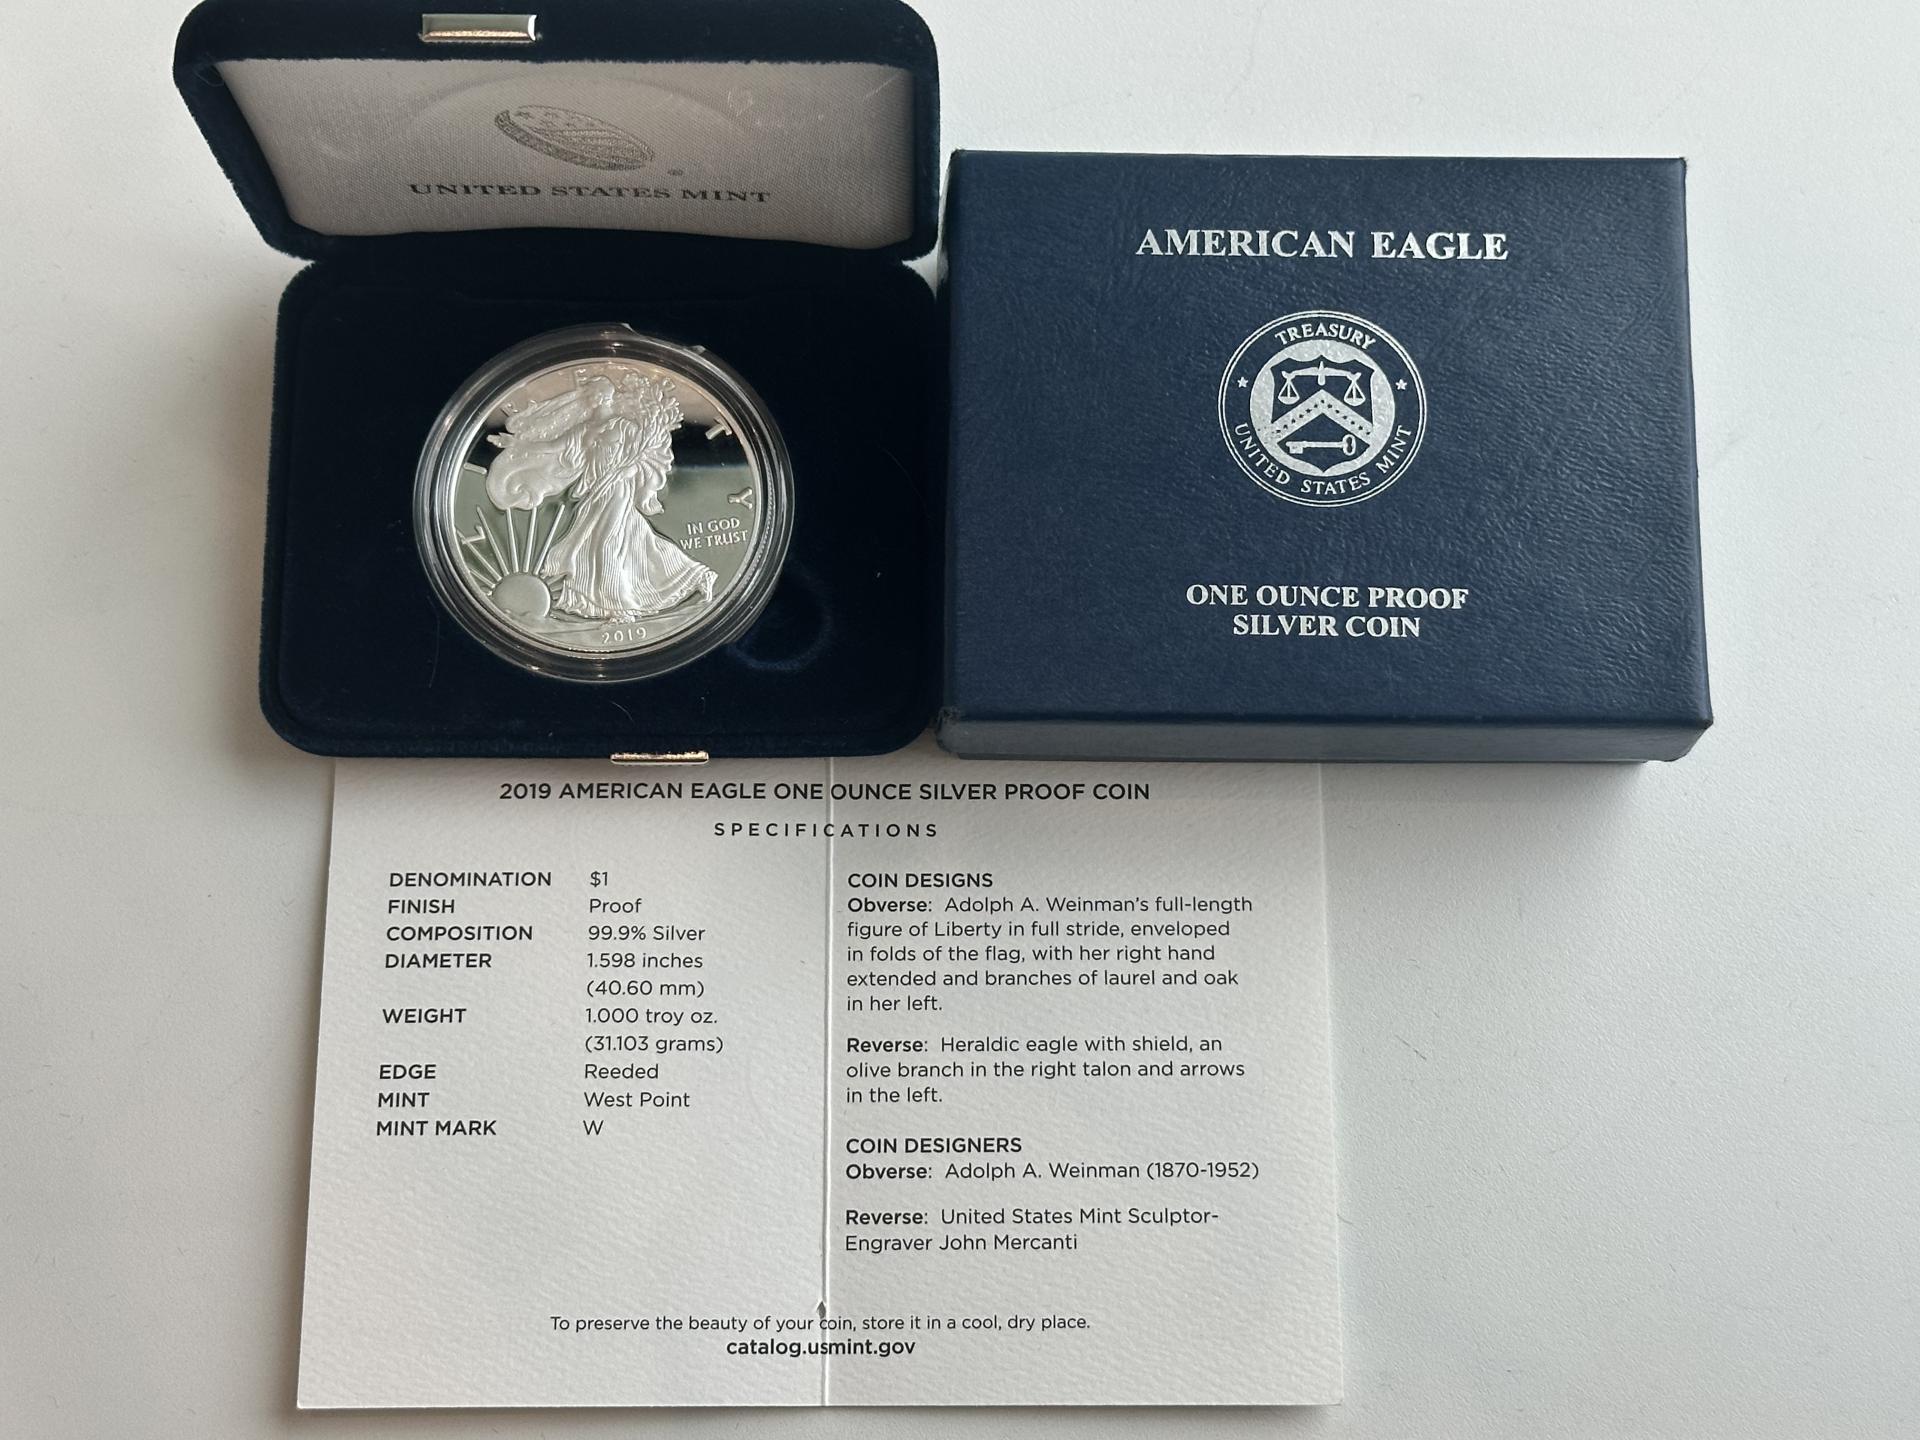 UNITED STATES MINT
LIBERTY
IN GOD
WE TRUST
2019
AMERICAN EAGLE
TREASURY
UNITED STATES MINT
ONE OUNCE PROOF
SILVER COIN
2019 AMERICAN EAGLE ONE OUNCE SILVER PROOF COIN
SPECIFICATIONS
DENOMINATION $1
FINISH Proof
COMPOSITION 99.9% Silver
DIAMETER 1.598 inches
(40.60 mm)
WEIGHT 1.000 troy oz.
(31.103 grams)
EDGE Reeded
MINT West Point
MINT MARK W
COIN DESIGNS
Obverse: Adolph A. Weinman's full-length
figure of Liberty in full stride, enveloped
in folds of the flag, with her right hand
extended and branches of laurel and oak
in her left.
Reverse: Heraldic eagle with shield, an
olive branch in the right talon and arrows
in the left.
COIN DESIGNERS
Obverse: Adolph A. Weinman (1870-1952)
Reverse: United States Mint Sculptor-
Engraver John Mercanti
To preserve the beauty of your coin, store it in a cool, dry place.
catalog.usmint.gov